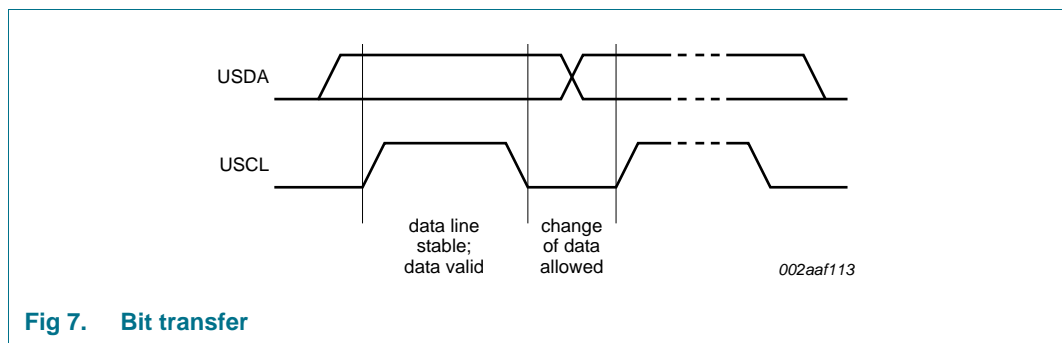 USDA
USCL
data line
stable;
data valid
change
of data
allowed
002aaf113
Fig 7. Bit transfer